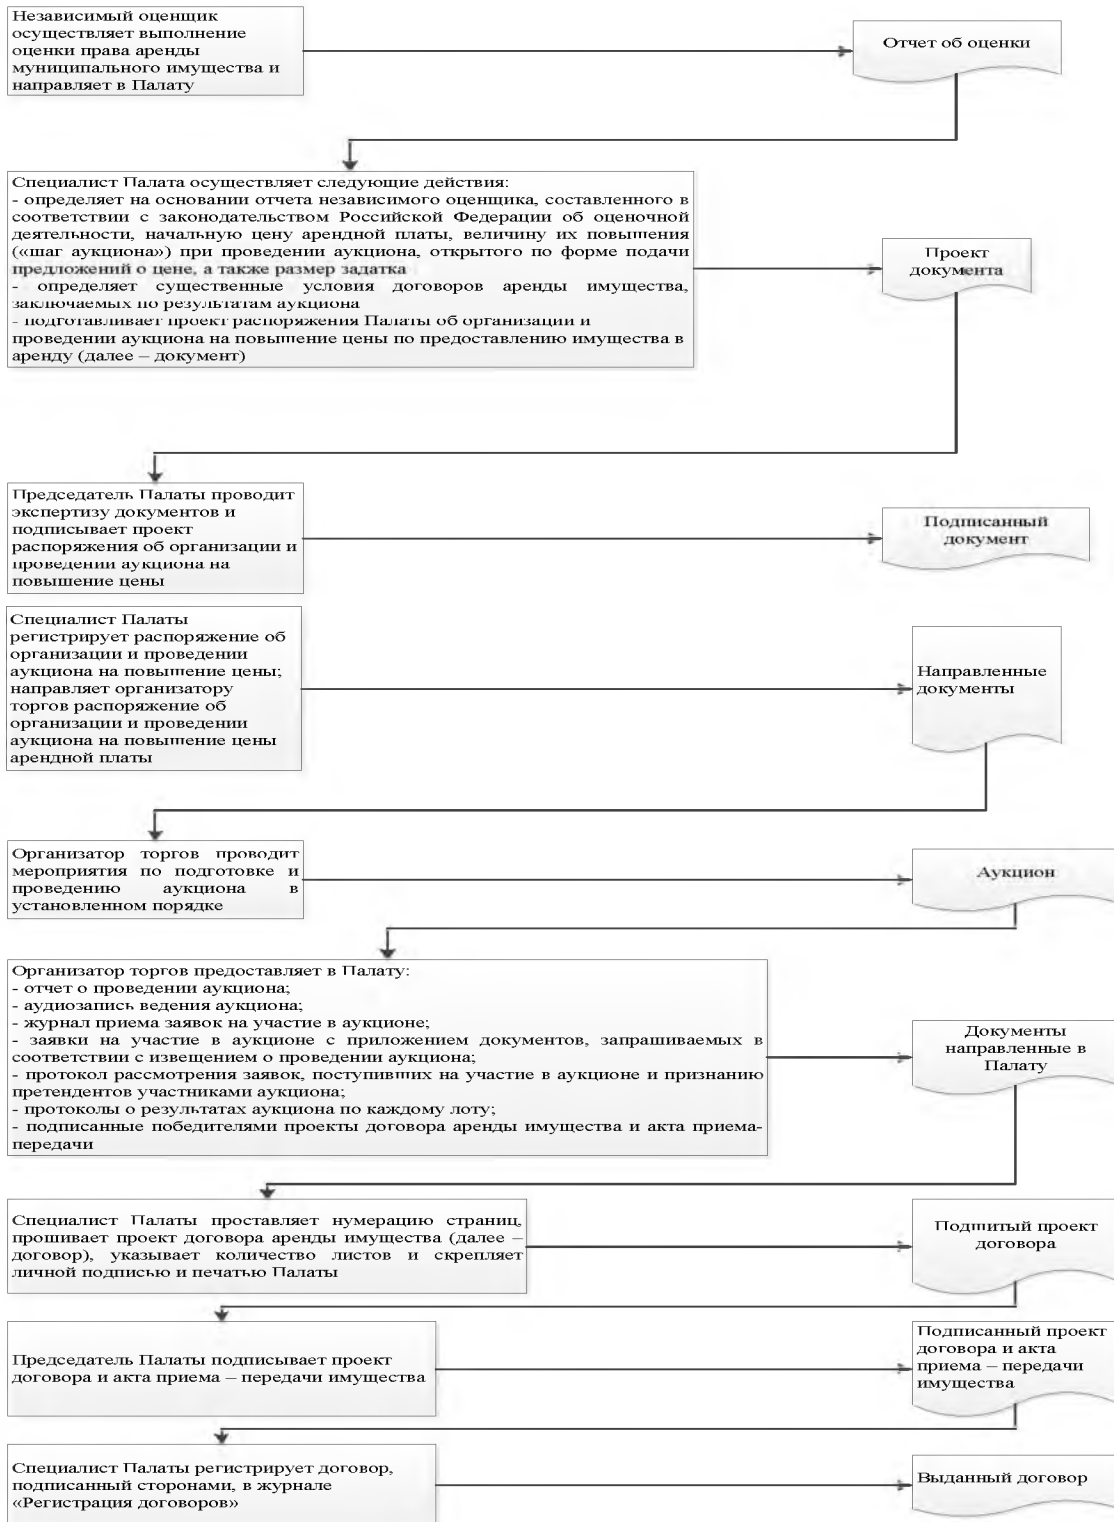 Независимый оценщик
осуществляет выполнение
оценки права аренды
муниципального имущества и
направляет в Палату
Отчет об оценки
Специалист Палата осуществляет следующие действия:
- определяет на основании отчета независимого оценщика, составленного в
соответствии с законодательством Российской Федерации об оценочной
деятельности, начальную цену арендной платы, величину их повышения
(«шаг аукциона») при проведении аукциона, открытого по форме подачи
предложений о цене, а также размер задатка
- определяет существенные условия договоров аренды имущества,
заключаемых по результатам аукциона
- подготавливает проект распоряжения Палаты об организации и
проведении аукциона на повышение цены по предоставлению имущества в
аренду (далее – документ)
Проект
документа
Председатель Палаты проводит
экспертизу документов и
подписывает проект
распоряжения об организации и
проведении аукциона на
повышение цены
Подписанный
документ
Специалист Палаты
регистрирует распоряжение об
организации и проведении
аукциона на повышение цены;
направляет организатору
торгов распоряжение об
организации и проведении
аукциона на повышение цены
арендной платы
Направленные
документы
Организатор торгов проводит
мероприятия по подготовке и
проведению аукциона в
установленном порядке
Аукцион
Организатор торгов предоставляет в Палату:
- отчет о проведении аукциона;
- аудиозапись ведения аукциона;
- журнал приема заявок на участие в аукционе;
- заявки на участие в аукционе с приложением документов, запрашиваемых в
соответствии с извещением о проведении аукциона;
- протокол рассмотрения заявок, поступивших на участие в аукционе и признанию
претендентов участниками аукциона;
- протоколы о результатах аукциона по каждому лоту;
- подписанные победителями проекты договора аренды имущества и акта приема-
передачи
Документы
направленные в
Палату
Специалист Палаты проставляет нумерацию страниц,
прошивает проект договора аренды имущества (далее –
договор), указывает количество листов и скрепляет
личной подписью и печатью Палаты
Подшитый проект
договора
Председатель Палаты подписывает проект
договора и акта приема – передачи имущества
Подписанный проект
договора и акта
приема – передачи
имущества
Специалист Палаты регистрирует договор,
подписанный сторонами, в журнале
«Регистрация договоров»
Выданный договор